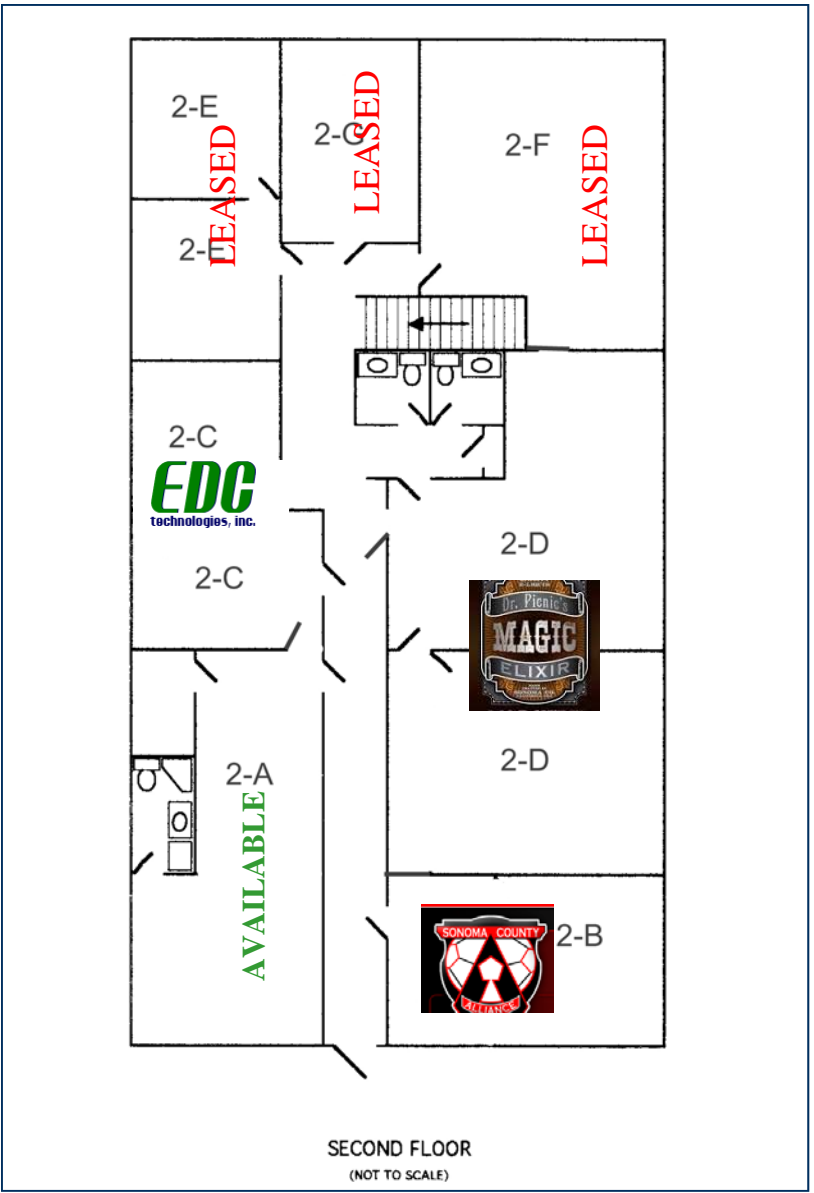 2-E
LEASED
2-E
2-G
LEASED
2-F
LEASED
2-C
EDC
technologies, inc.
2-C
2-D
Dr. Picnic's
MAGIC
ELIXIR
2-D
2-A
AVAILABLE
SONOMA COUNTY
ALLIANCE
2-B
SECOND FLOOR
(NOT TO SCALE)